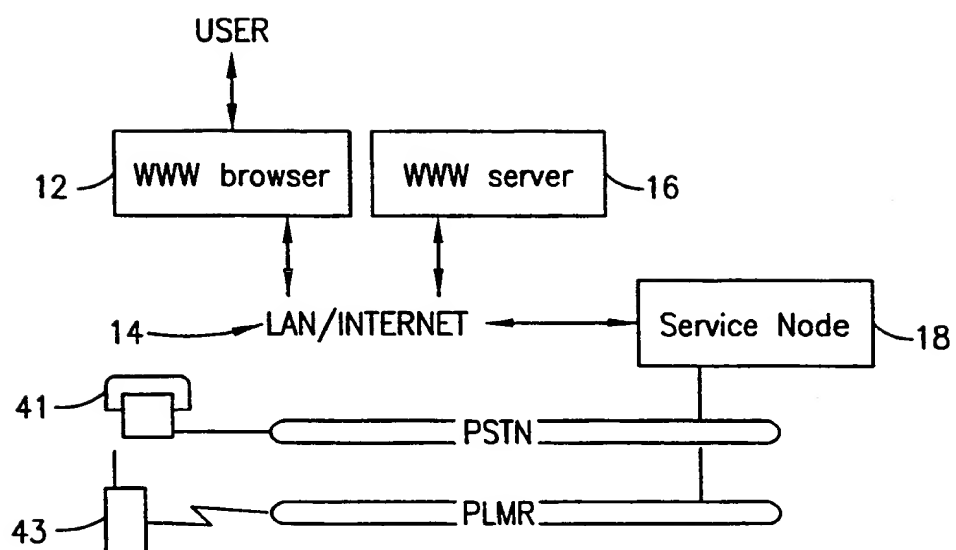 USER
12 WWW browser WWW server 16
14 LAN/INTERNET Service Node 18
41 PSTN
43 PLMR